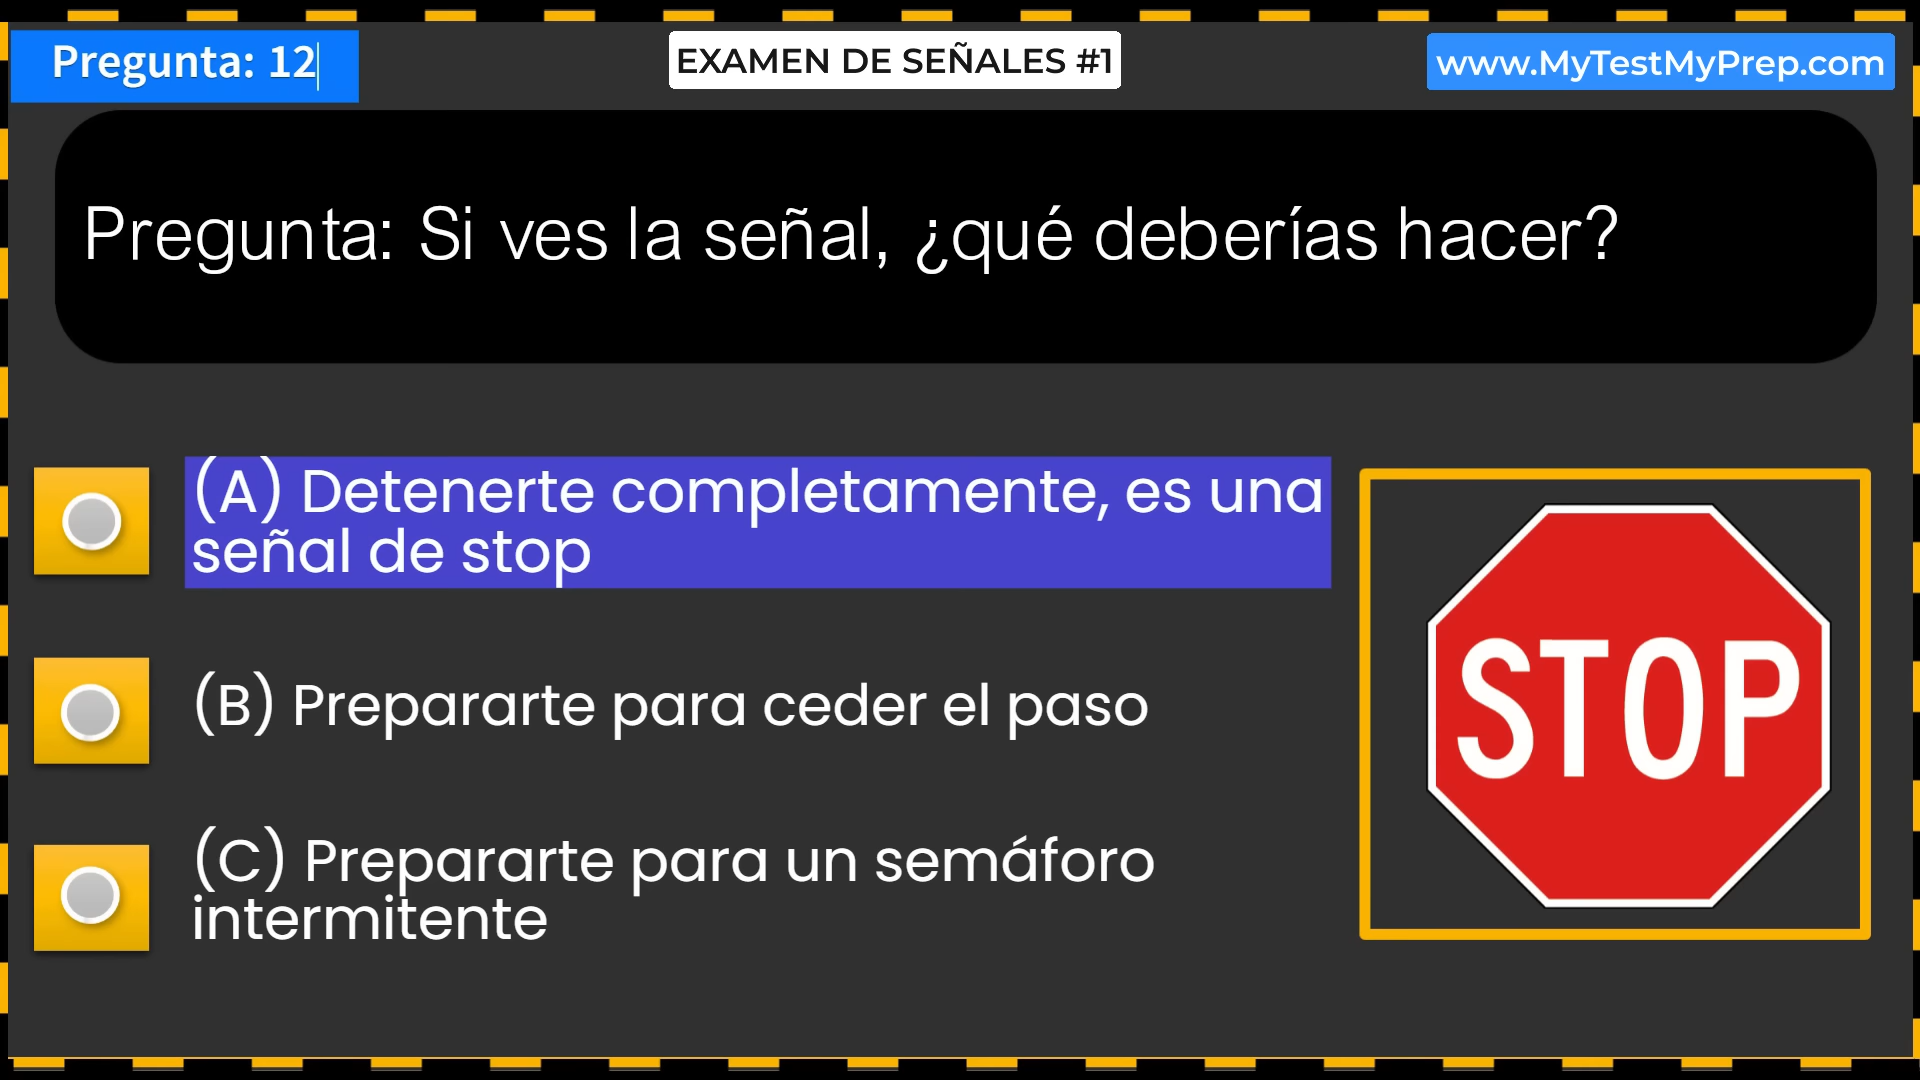 Pregunta: 12
EXAMEN DE SEÑALES #1
www.MyTestMyPrep.com
Pregunta: Si ves la señal, ¿qué deberías hacer?
(A) Detenerte completamente, es una
señal de stop
(B) Prepararte para ceder el paso
(C) Prepararte para un semáforo
intermitente
STOP